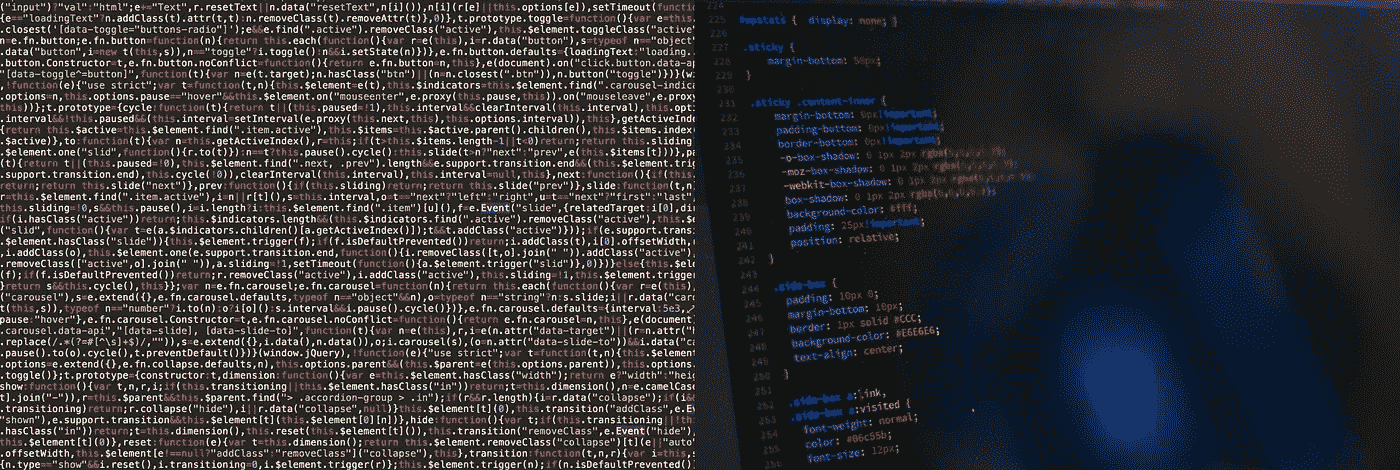 ("input")?"val":"html";e+="Text",r.resetText||n.data("resetText",n[i]()),n[i](r[e]||this.options[e]),setTimeout(func
{e=="loadingText"?n.addClass(t).attr(t,t):n.removeClass(t).removeAttr(t)},0)},t.prototype.toggle=function(){var e=this.
.closest('[data-toggle="buttons-radio"]');e&&e.find(".active").removeClass("active"),this.$element.toggleClass("active"
n=e.fn.button;e.fn.button=function(n){return this.each(function(){var r=e(this),i=r.data("button"),s=typeof n=="object"
.data("button",i=new t(this,s)),n=="toggle"?i.toggle():n&&i.setState(n)})},e.fn.button.defaults={loadingText:"loading.
.button.Constructor=t,e.fn.button.noConflict=function(){return e.fn.button=n,this},e(document).on("click.button.data-ap
"[data-toggle^=button]",function(t){var n=e(t.target);n.hasClass("btn")||(n=n.closest(".btn")),n.button("toggle")})}(wi
,!function(e){"use strict";var t=function(t,n){this.$element=e(t),this.$indicators=this.$element.find(".carousel-indica
.options=n,this.options.pause=="hover"&&this.$element.on("mouseenter",e.proxy(this.pause,this)).on("mouseleave",e.proxy
this))};t.prototype={cycle:function(t){return t||(this.paused=!1),this.interval&&clearInterval(this.interval),this.opt
.interval&&!this.paused&&(this.interval=setInterval(e.proxy(this.next,this),this.options.interval)),this},getActiveInde
{return this.$active=this.$element.find(".item.active"),this.$items=this.$active.parent().children(),this.$items.index(
.$active)},to:function(t){var n=this.getActiveIndex(),r=this;if(t>this.$items.length-1||t<0)return;return this.sliding
.$element.one("slid",function(){r.to(t)}):n==t?this.pause().cycle():this.slide(t>n?"next":"prev",e(this.$items[t]))},pa
(t){return t||(this.paused=!0),this.$element.find(".next, .prev").length&&e.support.transition.end&&(this.$element.trig
.support.transition.end),this.cycle(!0)),clearInterval(this.interval),this.interval=null,this},next:function(){if(this.
return;return this.slide("next")},prev:function(){if(this.sliding)return;return this.slide("prev")},slide:function(t,n)
r=this.$element.find(".item.active"),i=n||r[t](),s=this.interval,o=t=="next"?"left":"right",u=t=="next"?"first":"last",
this.sliding=!0,s&&this.pause(),i=i.length?i:this.$element.find(".item")[u](),f=e.Event("slide",{relatedTarget:i[0],di
if(i.hasClass("active"))return;this.$indicators.length&&(this.$indicators.find(".active").removeClass("active"),this.$e
("slid",function(){var t=e(a.$indicators.children()[a.getActiveIndex()]);t&&t.addClass("active")}));if(e.support.transi
.$element.hasClass("slide")){this.$element.trigger(f);if(f.isDefaultPrevented())return;i.addClass(t),i[0].offsetWidth,
i.addClass(o),this.$element.one(e.support.transition.end,function(){i.removeClass([t,o].join(" ")).addClass("active"),r
.removeClass(["active",o].join(" ")),a.sliding=!1,setTimeout(function(){a.$element.trigger("slid")},0)})}else{this.$ele
(f);if(f.isDefaultPrevented())return;r.removeClass("active"),i.addClass("active"),this.sliding=!1,this.$element.trigger
return s&&this.cycle(),this}};var n=e.fn.carousel;e.fn.carousel=function(n){return this.each(function(){var r=e(this),i
("carousel"),s=e.extend({},e.fn.carousel.defaults,typeof n=="object"&&n),o=typeof n=="string"?n:s.slide;i||r.data("caro
t(this,s)),typeof n=="number"?i.to(n):o?i[o]():s.interval&&i.pause().cycle()})},e.fn.carousel.defaults={interval:5e3,
pause:"hover"},e.fn.carousel.Constructor=t,e.fn.carousel.noConflict=function(){return e.fn.carousel=n,this},e(document)
.carousel.data-api","[data-slide], [data-slide-to]",function(t){var n=e(this),r,i=e(n.attr("data-target")||(r=n.attr("h
.replace(/.*(?=#[^\s]+$)/,"")),s=e.extend({},i.data(),n.data()),o;i.carousel(s),(o=n.attr("data-slide-to"))&&i.data("ca
.pause().to(o).cycle(),t.preventDefault()})}(window.jQuery),!function(e){"use strict";var t=function(t,n){this.$element
options=e.extend({},e.fn.collapse.defaults,n),this.options.parent&&(this.$parent=e(this.options.parent)),this.options
toggle()};t.prototype={constructor:t,dimension:function(){var e=this.$element.hasClass("width");return e?"width":"hei
show:function(){var t,n,r,i;if(this.transitioning||this.$element.hasClass("in"))return;t=this.dimension(),n=e.camelCase
t].join("-")),r=this.$parent&&this.$parent.find("> .accordion-group > .in");if(r&&r.length){i=r.data("collapse");if(i&&
transitioning)return;r.collapse("hide"),i||r.data("collapse",null)}this.$element[t](0),this.transition("addClass",e.Ev
"shown"),e.support.transition&&this.$element[t](this.$element[0][n])},hide:function(){var t;if(this.transitioning||this
hasClass("in"))return;t=this.dimension(),this.reset(this.$element[t]()),this.transition("removeClass",e.Event("hide"),
this.$element[t](0)},reset:function(e){var t=this.dimension();return this.$element.removeClass("collapse")[t](e||"auto"
.offsetWidth,this.$element[e!==null?"addClass":"removeClass"]("collapse"),this},transition:function(t,n,r){var i=this,s
n.type=="show"&&i.reset(),i.transitioning=0,i.$element.trigger(r)};this.$element.trigger(n);if(n.isDefaultPrevented()
224
225 #wpstats { display: none; }
226
227 .sticky {
228 margin-bottom: 50px;
229 }
230
231 .sticky .content-inner {
232 margin-bottom: 0px!important;
233 padding-bottom: 0px!important;
234 border-bottom: 0px!important;
235 -o-box-shadow: 0 1px 2px
236 -moz-box-shadow: 0 1px 2px
237 -webkit-box-shadow: 0 1px 2px
238 box-shadow: 0 1px 2px
239 background-color: #fff;
240 padding: 25px!important;
241 position: relative;
242 }
243
244 .side-box {
245 padding: 10px 0;
246 margin-bottom: 10px;
247 border: 1px solid #CCC;
248 background-color: #E6E6E6;
249 text-align: center;
250 }
251
252 .side-box a:link,
253 .side-box a:visited {
254 font-weight: normal;
255 color: #06c55b;
256 font-size: 12px;